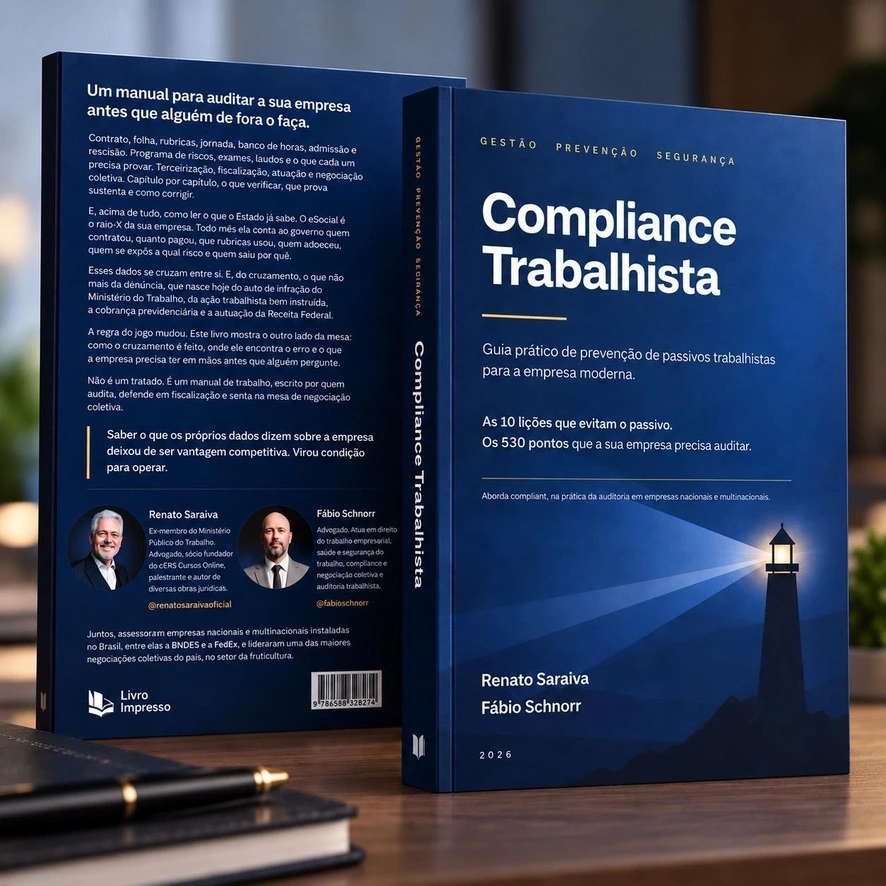 Um manual para auditar a sua empresa
antes que alguém de fora o faça.
Contrato, folha, rubricas, jornada, banco de horas, admissão e
rescisão. Programa de riscos, exames, laudos e o que cada um
precisa provar. Terceirização, fiscalização, atuação e negociação
coletiva. Capítulo por capítulo, o que verificar, que prova
sustenta e como corrigir.
E, acima de tudo, como ler o que o Estado já sabe. O eSocial é
o raio-X da sua empresa. Todo mês ela conta ao governo quem
contratou, quanto pagou, que rubricas usou, quem adoeceu,
quem se expôs a qual risco e quem saiu por quê.
Esses dados se cruzam entre si. E, do cruzamento, o que não
mais da dênúncia, que nasce hoje do auto de infração do
Ministério do Trabalho, da ação trabalhista bem instruída,
a cobrança previdenciária e a autuação da Receita Federal.
A regra do jogo mudou. Este livro mostra o outro lado da mesa:
como o cruzamento é feito, onde ele encontra o erro e o que
a empresa precisa ter em mãos antes que alguém pergunte.
Não é um tratado. É um manual de trabalho, escrito por quem
audita, defende em fiscalização e senta na mesa de negociação
coletiva.
Saber o que os próprios dados dizem sobre a empresa
deixou de ser vantagem competitiva. Virou condição
para operar.
Renato Saraiva
Ex-membro do Ministério
Público do Trabalho.
Advogado, sócio fundador
do cERS Cursos Online,
palestrante e autor de
diversas obras jurídicas.
@renatosaraivaoficial
Fábio Schnorr
Advogado. Atua em direito
do trabalho empresarial,
saúde e segurança do
trabalho, compliance e
negociação coletiva e
auditoria trabalhista.
@fabioschnorr
Juntos, assessoram empresas nacionais e multinacionais instaladas
no Brasil, entre elas a BNDES e a FedEx, e lideraram uma das maiores
negociações coletivas do país, no setor da fruticultura.
Livro
Impresso
9 786588 328274
GESTÃO PREVENÇÃO SEGURANÇA
Compliance Trabalhista
GESTÃO PREVENÇÃO SEGURANÇA
Compliance
Trabalhista
Guia prático de prevenção de passivos trabalhistas
para a empresa moderna.
As 10 lições que evitam o passivo.
Os 530 pontos que a sua empresa precisa auditar.
Aborda compliant, na prática da auditoria em empresas nacionais e multinacionais.
Renato Saraiva
Fábio Schnorr
2026